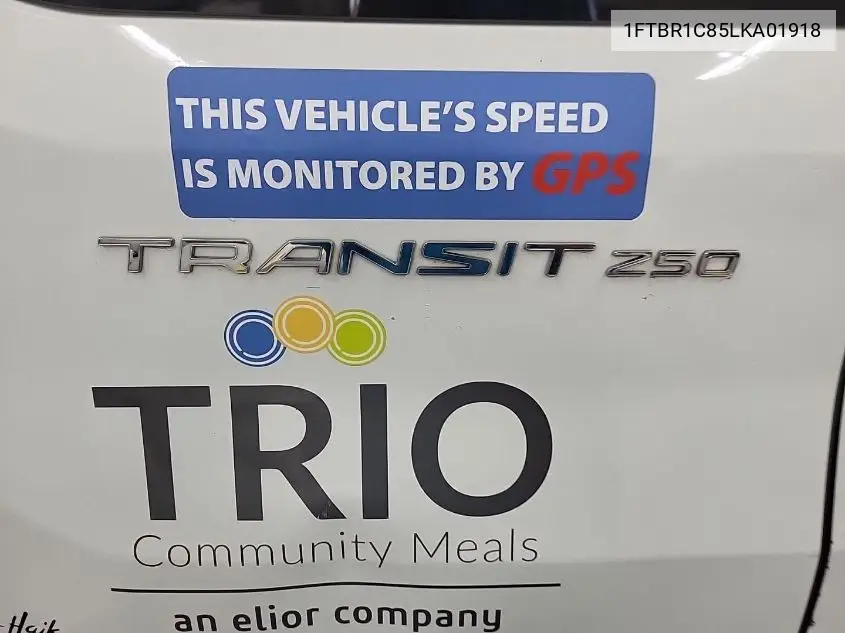 1FTBR1C85LKA01918
THIS VEHICLE'S SPEED
IS MONITORED BY GPS
TRANSIT 250
TRIO
Community Meals
an elior company